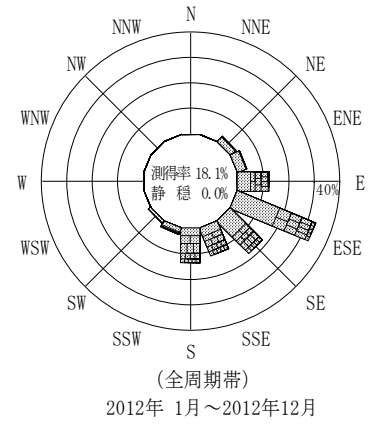 N
NNW
NNE
NW
NE
WNW
ENE
測得率 18.1%
静 穏 0.0%
W
40%
E
WSW
ESE
SW
SE
SSW
SSE
S
(全周期帯)
2012年 1月～2012年12月